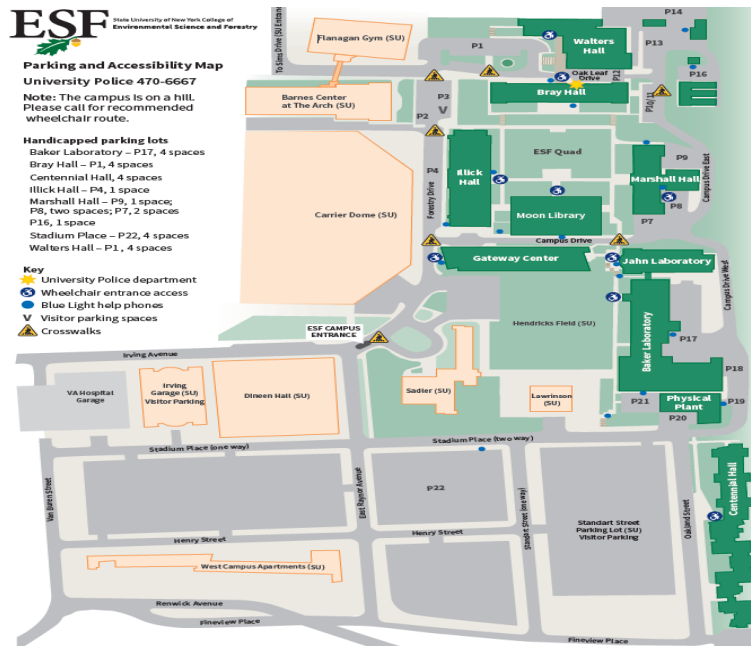 ESF
State University of New York College of
Environmental Science and Forestry
Parking and Accessibility Map
University Police 470-6667
Note: The campus is on a hill.
Please call for recommended
wheelchair route.
Handicapped parking lots
Baker Laboratory – P17, 4 spaces
Bray Hall – P1, 4 spaces
Centennial Hall, 4 spaces
Illick Hall – P4, 1 space
Marshall Hall – P9, 1 space;
P8, two spaces; P7, 2 spaces
P16, 1 space
Stadium Place – P22, 4 spaces
Walters Hall – P1, 4 spaces
Key
University Police department
Wheelchair entrance access
Blue Light help phones
V Visitor parking spaces
Crosswalks
To Sims Drive (SU Entrance
Flanagan Gym (SU)
P1
Walters
Hall
P14
P13
P16
Oak Leaf
Drive
P12
Bray Hall
P10/11
Barnes Center
at The Arch (SU)
P3
V
P2
ESF Quad
Illick
Hall
P4
Forestry Drive
P9
Marshall Hall
P8
P7
Campus Drive East
Carrier Dome (SU)
Moon Library
Campus Drive
Gateway Center
Jahn Laboratory
Campus Drive West
Hendricks Field (SU)
Baker Laboratory
P17
P18
ESF CAMPUS
ENTRANCE
Irving Avenue
VA Hospital
Garage
Irving
Garage (SU)
Visitor Parking
Dineen Hall (SU)
Sadler (SU)
Lawrinson
(SU)
P21
Physical
Plant
P19
P20
Stadium Place (one way)
Stadium Place (two way)
Van Buren Street
East Raynor Avenue
P22
Standart Street (one way)
Standart Street
Parking Lot (SU)
Visitor Parking
Oakland Street
Centennial Hall
Henry Street
Henry Street
West Campus Apartments (SU)
Renwick Avenue
Fineview Place
Fineview Place